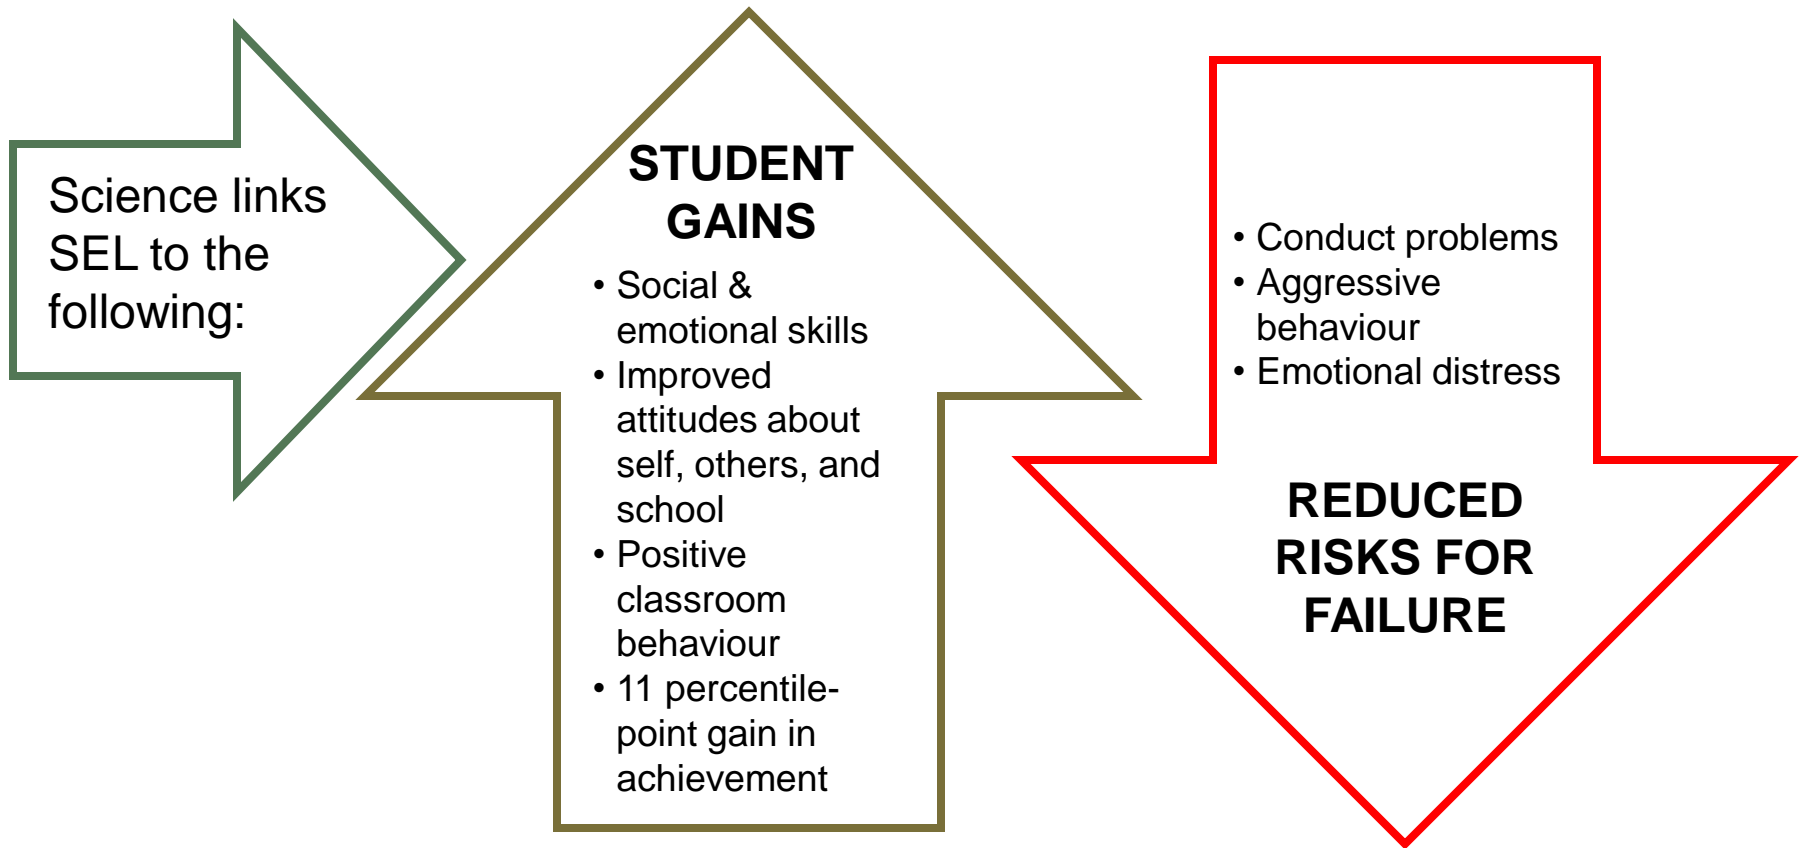 Science links
SEL to the
following:
STUDENT
GAINS
• Social &
emotional skills
• Improved
attitudes about
self, others, and
school
• Positive
classroom
behaviour
• 11 percentile-
point gain in
achievement
• Conduct problems
• Aggressive
behaviour
• Emotional distress
REDUCED
RISKS FOR
FAILURE